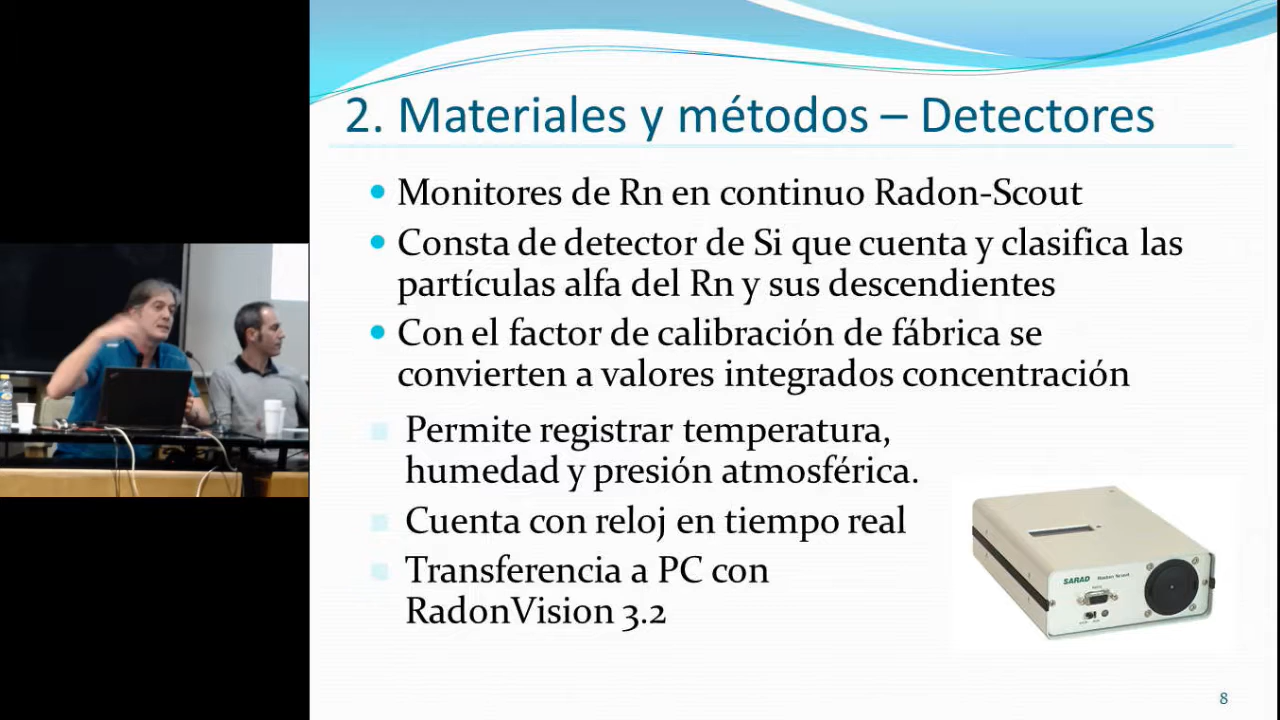 2. Materiales y métodos – Detectores
Monitores de Rn en continuo Radon-Scout
Consta de detector de Si que cuenta y clasifica las
partículas alfa del Rn y sus descendientes
Con el factor de calibración de fábrica se
convierten a valores integrados concentración
Permite registrar temperatura,
humedad y presión atmosférica.
Cuenta con reloj en tiempo real
Transferencia a PC con
RadonVision 3.2
SARAD Radon Scout
8